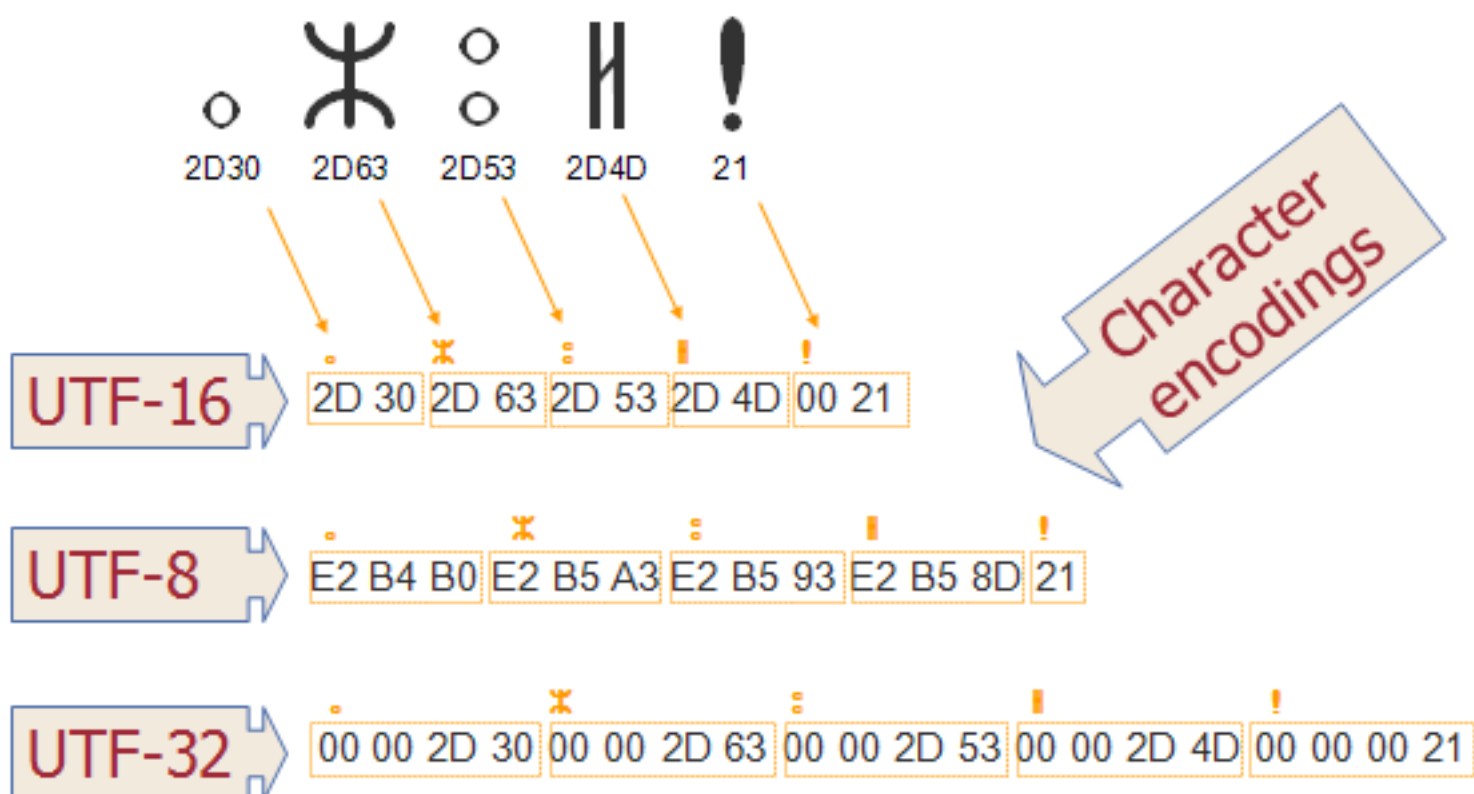 ⴰ ⵣ ⵓ ⵍ !
2D30 2D63 2D53 2D4D 21
Character
encodings
ⴰ ⵣ ⵓ ⵍ !
UTF-16 2D 30 2D 63 2D 53 2D 4D 00 21
ⴰ ⵣ ⵓ ⵍ !
UTF-8 E2 B4 B0 E2 B5 A3 E2 B5 93 E2 B5 8D 21
ⴰ ⵣ ⵓ ⵍ !
UTF-32 00 00 2D 30 00 00 2D 63 00 00 2D 53 00 00 2D 4D 00 00 00 21